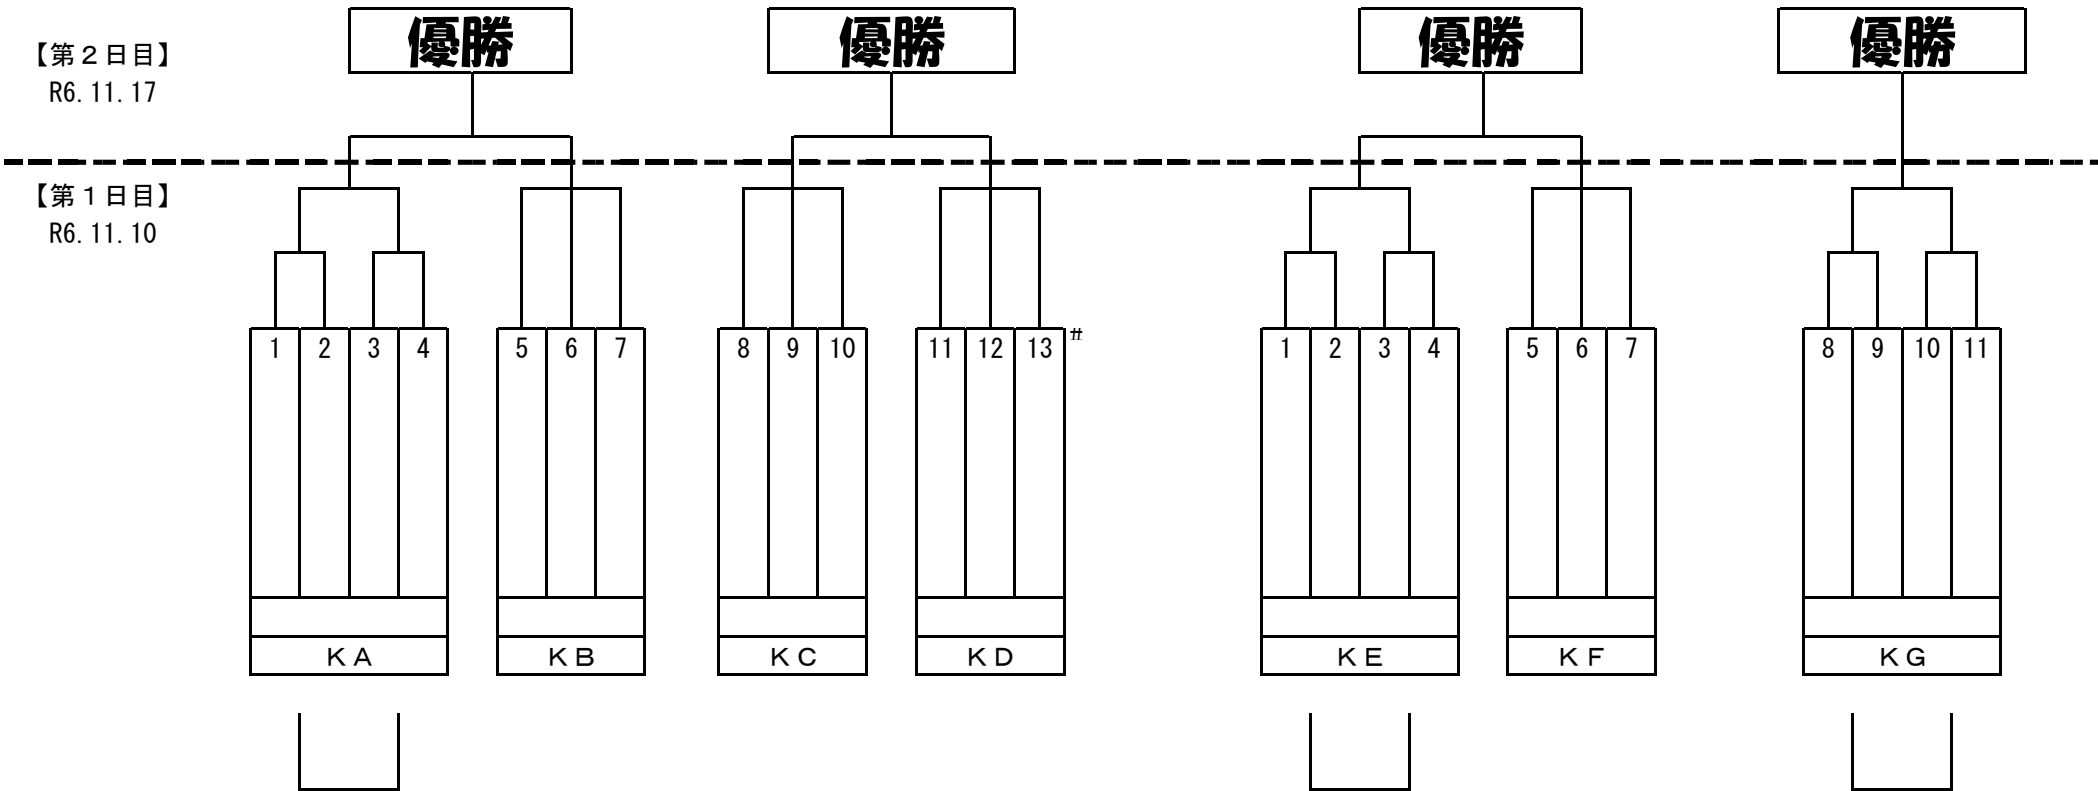 優勝 優勝 優勝 優勝
【第２日目】
R6.11.17
【第１日目】
R6.11.10
1 2 3 4 5 6 7 8 9 10 11 12 13 # 1 2 3 4 5 6 7 8 9 10 11
ＫＡ ＫＢ ＫＣ ＫＤ ＫＥ ＫＦ ＫＧ